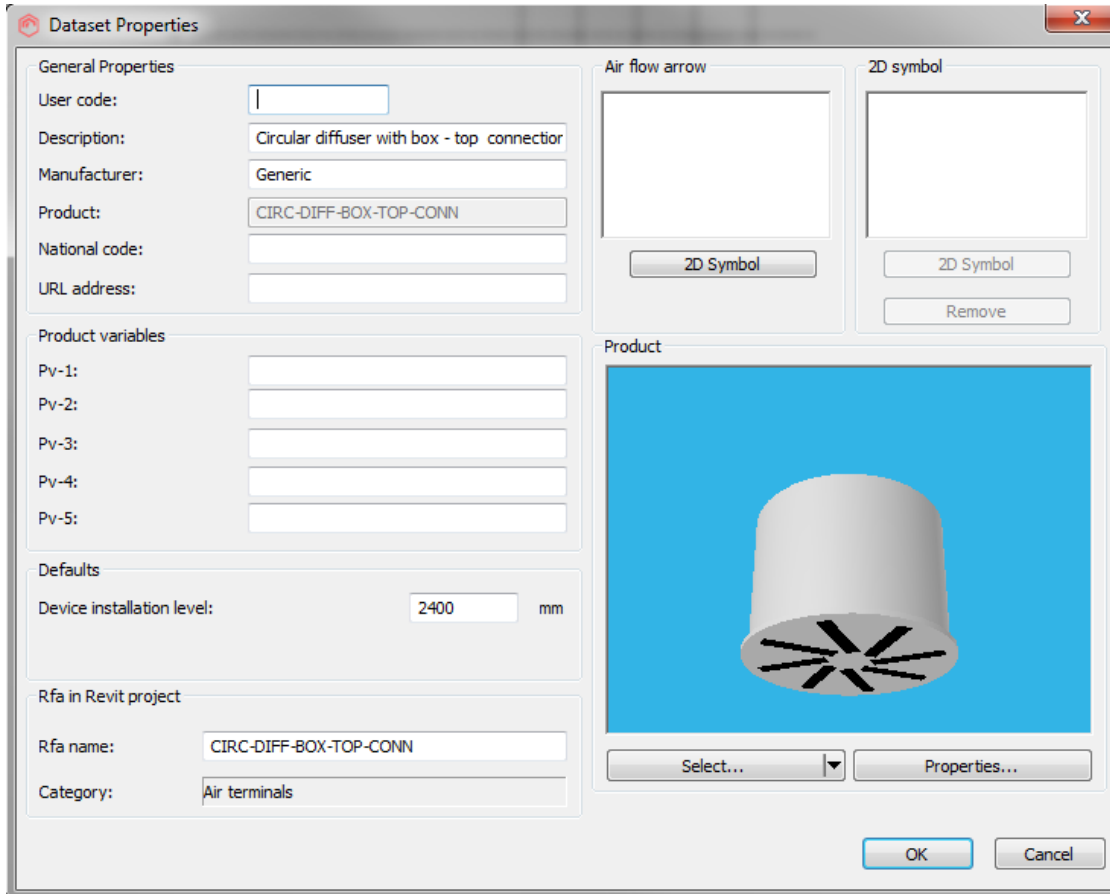 Dataset Properties
General Properties
User code:
Description: Circular diffuser with box - top connection
Manufacturer: Generic
Product: CIRC-DIFF-BOX-TOP-CONN
National code:
URL address:
Product variables
Pv-1:
Pv-2:
Pv-3:
Pv-4:
Pv-5:
Defaults
Device installation level: 2400 mm
Rfa in Revit project
Rfa name: CIRC-DIFF-BOX-TOP-CONN
Category: Air terminals
Air flow arrow
2D Symbol
2D symbol
2D Symbol
Remove
Product
Select...
Properties...
OK
Cancel